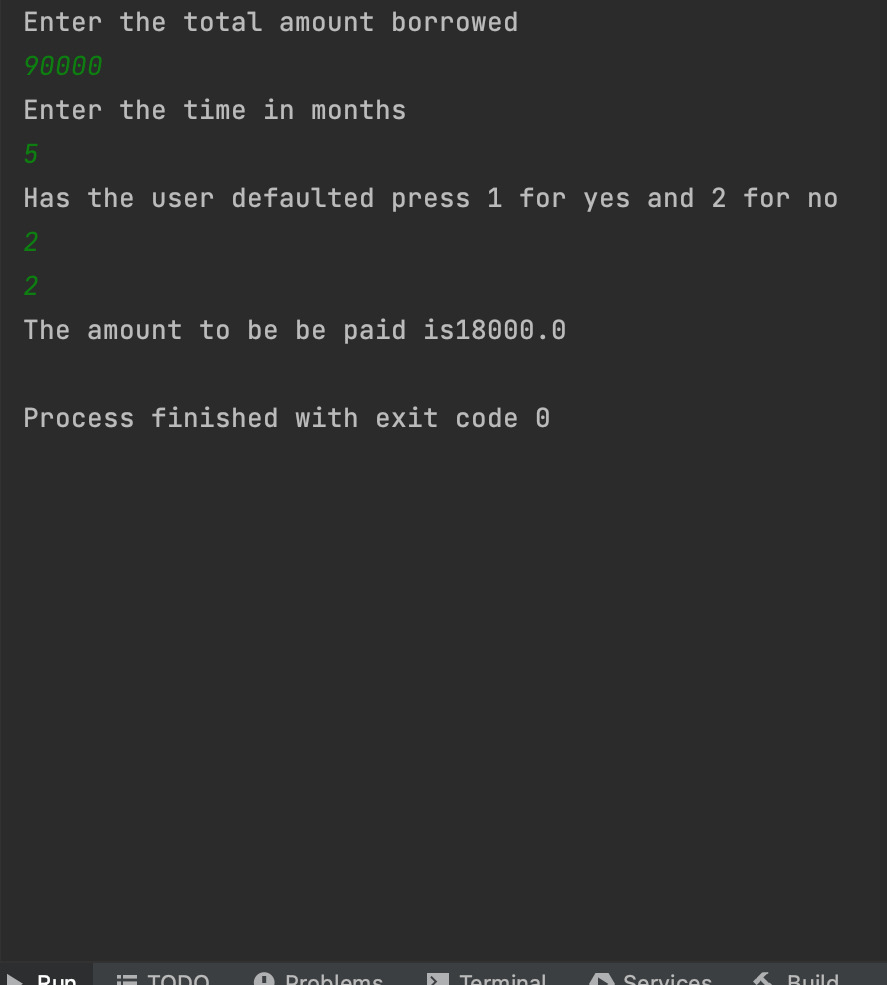 Enter the total amount borrowed
90000
Enter the time in months
5
Has the user defaulted press 1 for yes and 2 for no
2
2
The amount to be be paid is18000.0
Process finished with exit code 0
Run TODO Problems Terminal Services Build